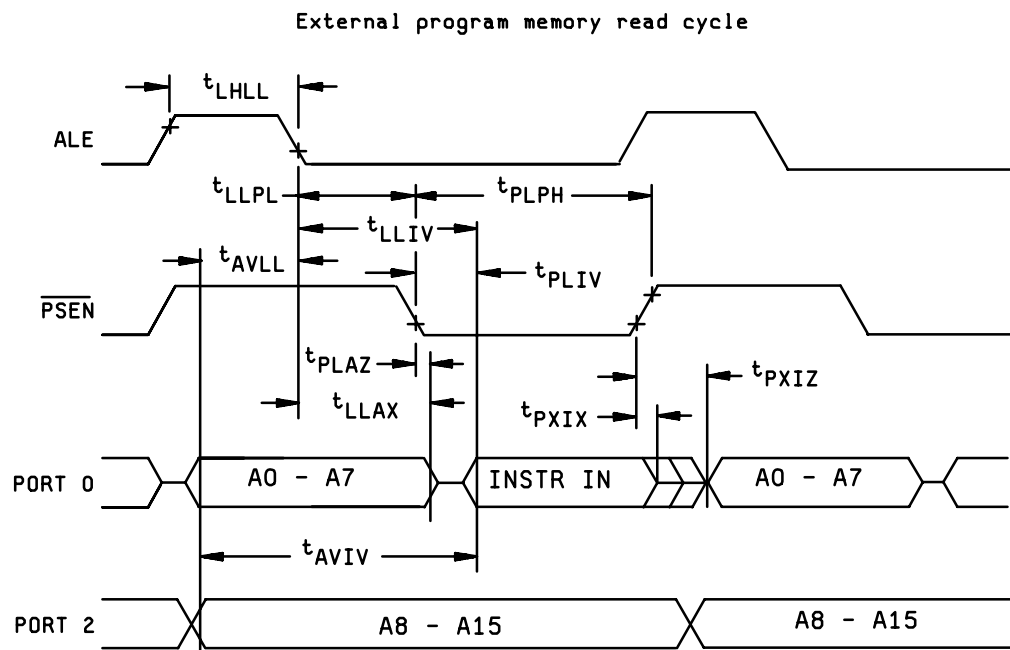 External program memory read cycle
tLHLL
ALE
tLLPL
tPLPH
tLLIV
tAVLL
tPLIV
PSEN
tPLAZ
tPXIZ
tLLAX
tPXIX
PORT 0
A0 - A7
INSTR IN
A0 - A7
tAVIV
PORT 2
A8 - A15
A8 - A15